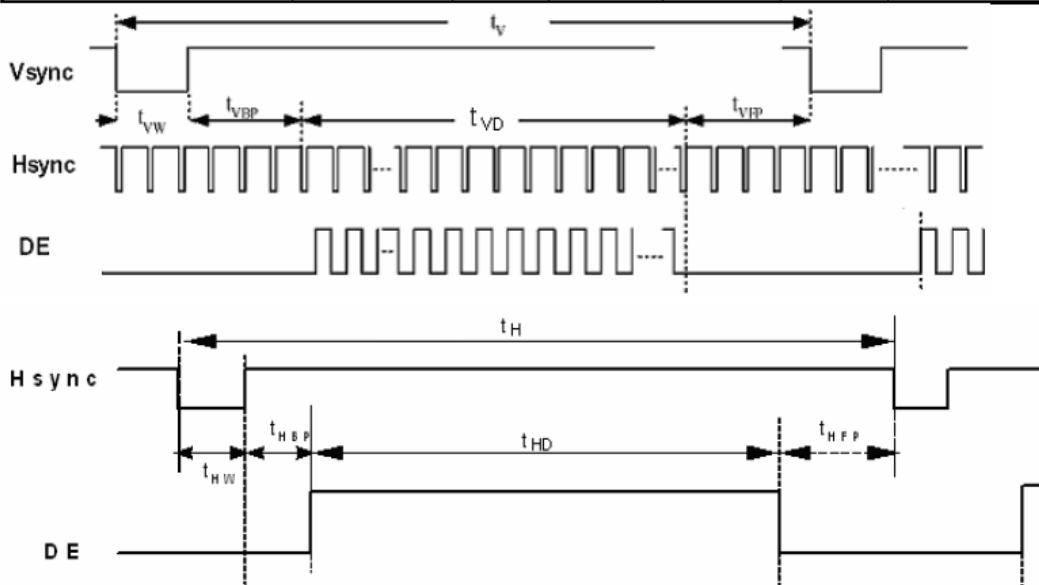 tV
Vsync
tVW
tVBP
tVD
tVFP
Hsync
DE
tH
Hsync
tHBP
tHD
tHFP
tHW
DE